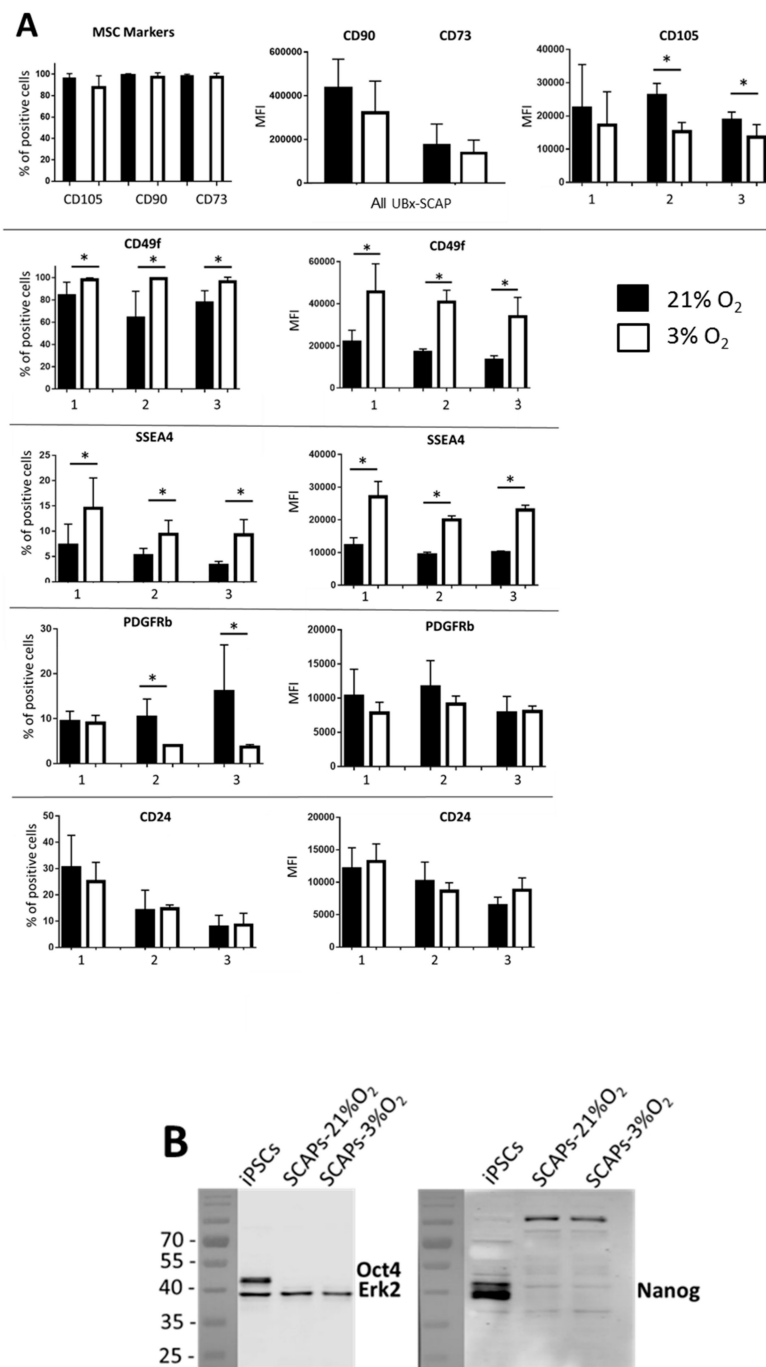 A
MSC Markers
% of positive cells
100
80
60
40
20
0
CD105 CD90 CD73
CD90 CD73
MFI
600000
400000
200000
0
All UBx-SCAP
CD105
MFI
40000
30000
20000
10000
0
* *
1 2 3
CD49f
% of positive cells
100
80
60
40
20
0
* * *
1 2 3
CD49f
MFI
60000
40000
20000
0
* * *
1 2 3
21% O₂
3% O₂
SSEA4
% of positive cells
25
20
15
10
5
0
* * *
1 2 3
SSEA4
MFI
40000
30000
20000
10000
0
* * *
1 2 3
PDGFRb
% of positive cells
30
20
10
0
* *
1 2 3
PDGFRb
MFI
20000
15000
10000
5000
0
1 2 3
CD24
% of positive cells
50
40
30
20
10
0
1 2 3
CD24
MFI
20000
15000
10000
5000
0
1 2 3
B
iPSCs
SCAPs-21%O₂
SCAPs-3%O₂
70 -
55 -
40 -
35 -
25 -
Oct4
Erk2
iPSCs
SCAPs-21%O₂
SCAPs-3%O₂
Nanog